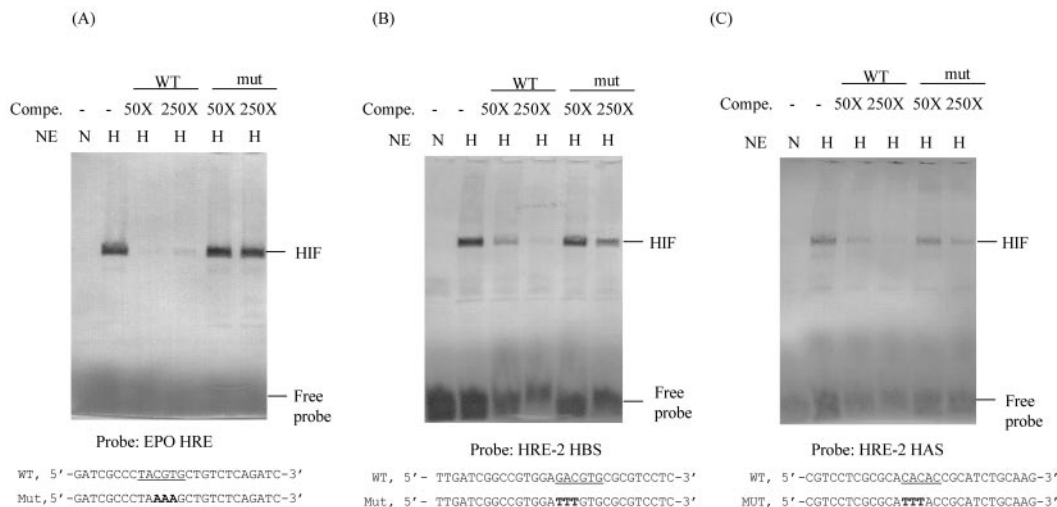 (A)
WT mut
Compe. - - 50X 250X 50X 250X
NE N H H H H H
HIF
Free
probe
Probe: EPO HRE
WT, 5’-GATCGCCCTACGTGCTGTCTCAGATC-3’
Mut,5’-GATCGCCCTAAAAGCTGTCTCAGATC-3’
(B)
WT mut
Compe. - - 50X 250X 50X 250X
NE N H H H H H
HIF
Free
probe
Probe: HRE-2 HBS
WT, 5’- TTGATCGGCCGTGGAGACGTGCGCGTCCTC-3’
Mut, 5’- TTGATCGGCCGTGGATTTGTGCGCGTCCTC-3’
(C)
WT mut
Compe. - - 50X 250X 50X 250X
NE N H H H H H
HIF
Free
probe
Probe: HRE-2 HAS
WT, 5’- CGTCCTCGCGCACACACCGCATCTGCAAG-3’
MUT, 5’- CGTCCTCGCGCATTTACCGCATCTGCAAG-3’